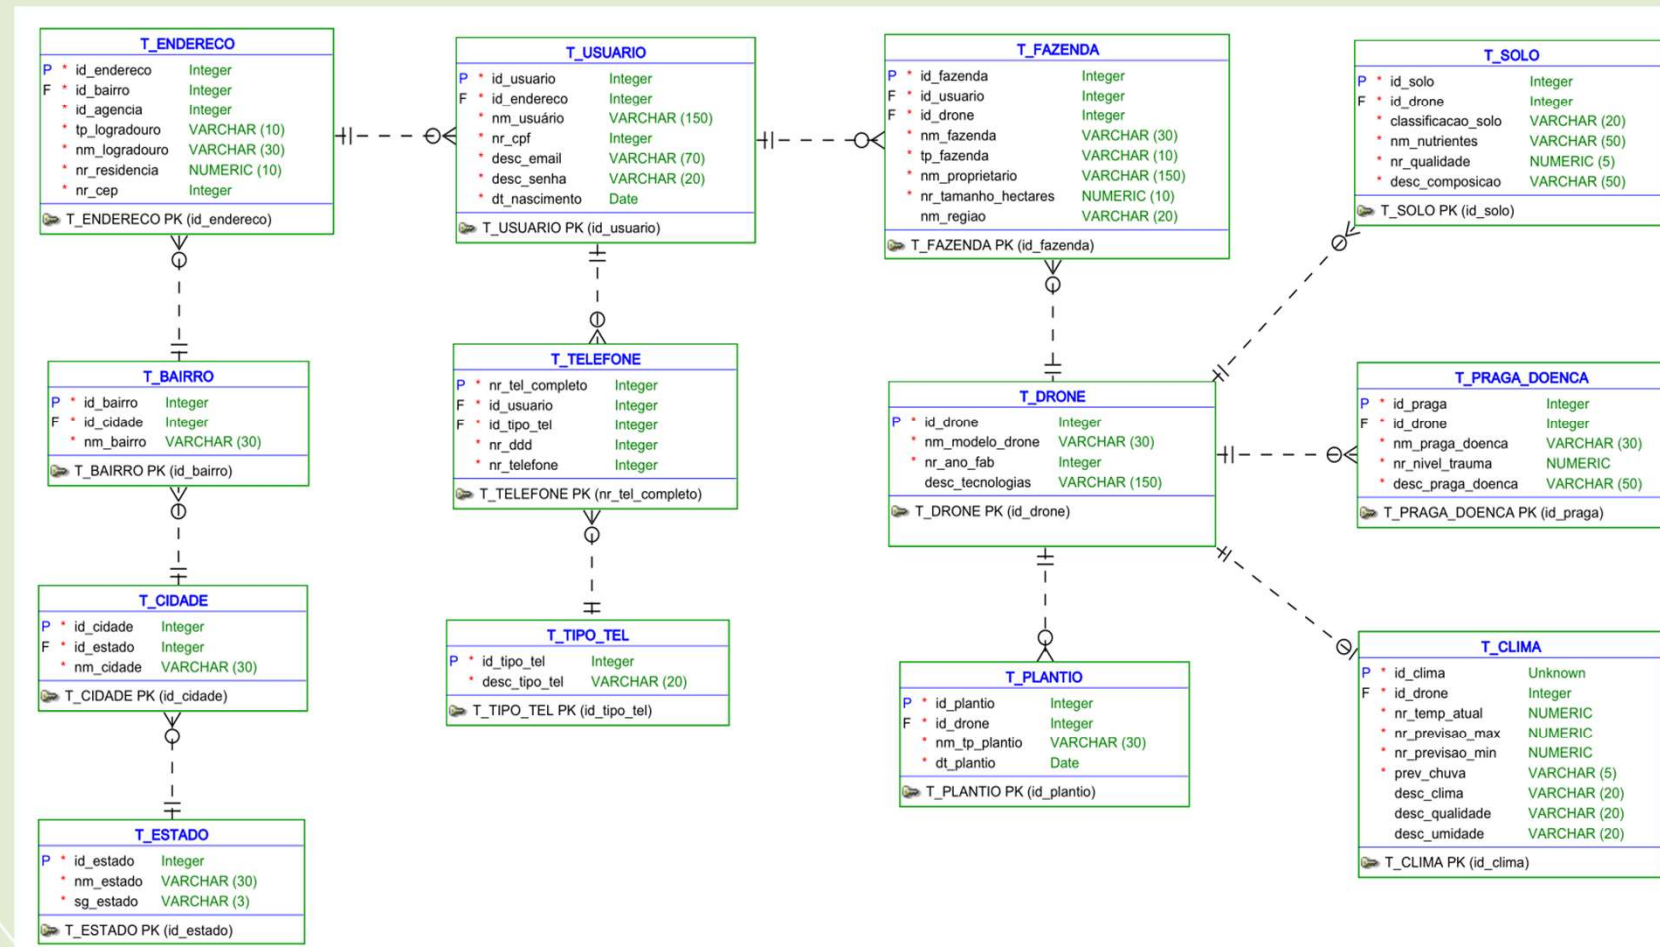 T_ENDERECO
P * id_endereco Integer
F * id_bairro Integer
* id_agencia Integer
* tp_logradouro VARCHAR (10)
* nm_logradouro VARCHAR (30)
* nr_residencia NUMERIC (10)
* nr_cep Integer
T_ENDERECO PK (id_endereco)
T_USUARIO
P * id_usuario Integer
F * id_endereco Integer
* nm_usuário VARCHAR (150)
* nr_cpf Integer
* desc_email VARCHAR (70)
* desc_senha VARCHAR (20)
* dt_nascimento Date
T_USUARIO PK (id_usuario)
T_FAZENDA
P * id_fazenda Integer
F * id_usuario Integer
F * id_drone Integer
* nm_fazenda VARCHAR (30)
* tp_fazenda VARCHAR (10)
* nm_proprietario VARCHAR (150)
* nr_tamanho_hectares NUMERIC (10)
nm_regiao VARCHAR (20)
T_FAZENDA PK (id_fazenda)
T_SOLO
P * id_solo Integer
F * id_drone Integer
* classificacao_solo VARCHAR (20)
* nm_nutrientes VARCHAR (50)
* nr_qualidade NUMERIC (5)
* desc_composicao VARCHAR (50)
T_SOLO PK (id_solo)
T_BAIRRO
P * id_bairro Integer
F * id_cidade Integer
* nm_bairro VARCHAR (30)
T_BAIRRO PK (id_bairro)
T_TELEFONE
P * nr_tel_completo Integer
F * id_usuario Integer
F * id_tipo_tel Integer
* nr_ddd Integer
* nr_telefone Integer
T_TELEFONE PK (nr_tel_completo)
T_DRONE
P * id_drone Integer
* nm_modelo_drone VARCHAR (30)
* nr_ano_fab Integer
desc_tecnologias VARCHAR (150)
T_DRONE PK (id_drone)
T_PRAGA_DOENCA
P * id_praga Integer
F * id_drone Integer
* nm_praga_doenca VARCHAR (30)
* nr_nivel_trauma NUMERIC
* desc_praga_doenca VARCHAR (50)
T_PRAGA_DOENCA PK (id_praga)
T_CIDADE
P * id_cidade Integer
F * id_estado Integer
* nm_cidade VARCHAR (30)
T_CIDADE PK (id_cidade)
T_TIPO_TEL
P * id_tipo_tel Integer
* desc_tipo_tel VARCHAR (20)
T_TIPO_TEL PK (id_tipo_tel)
T_PLANTIO
P * id_plantio Integer
F * id_drone Integer
* nm_tp_plantio VARCHAR (30)
* dt_plantio Date
T_PLANTIO PK (id_plantio)
T_CLIMA
P * id_clima Unknown
F * id_drone Integer
* nr_temp_atual NUMERIC
* nr_previsao_max NUMERIC
* nr_previsao_min NUMERIC
* prev_chuva VARCHAR (5)
desc_clima VARCHAR (20)
desc_qualidade VARCHAR (20)
desc_umidade VARCHAR (20)
T_CLIMA PK (id_clima)
T_ESTADO
P * id_estado Integer
* nm_estado VARCHAR (30)
* sg_estado VARCHAR (3)
T_ESTADO PK (id_estado)